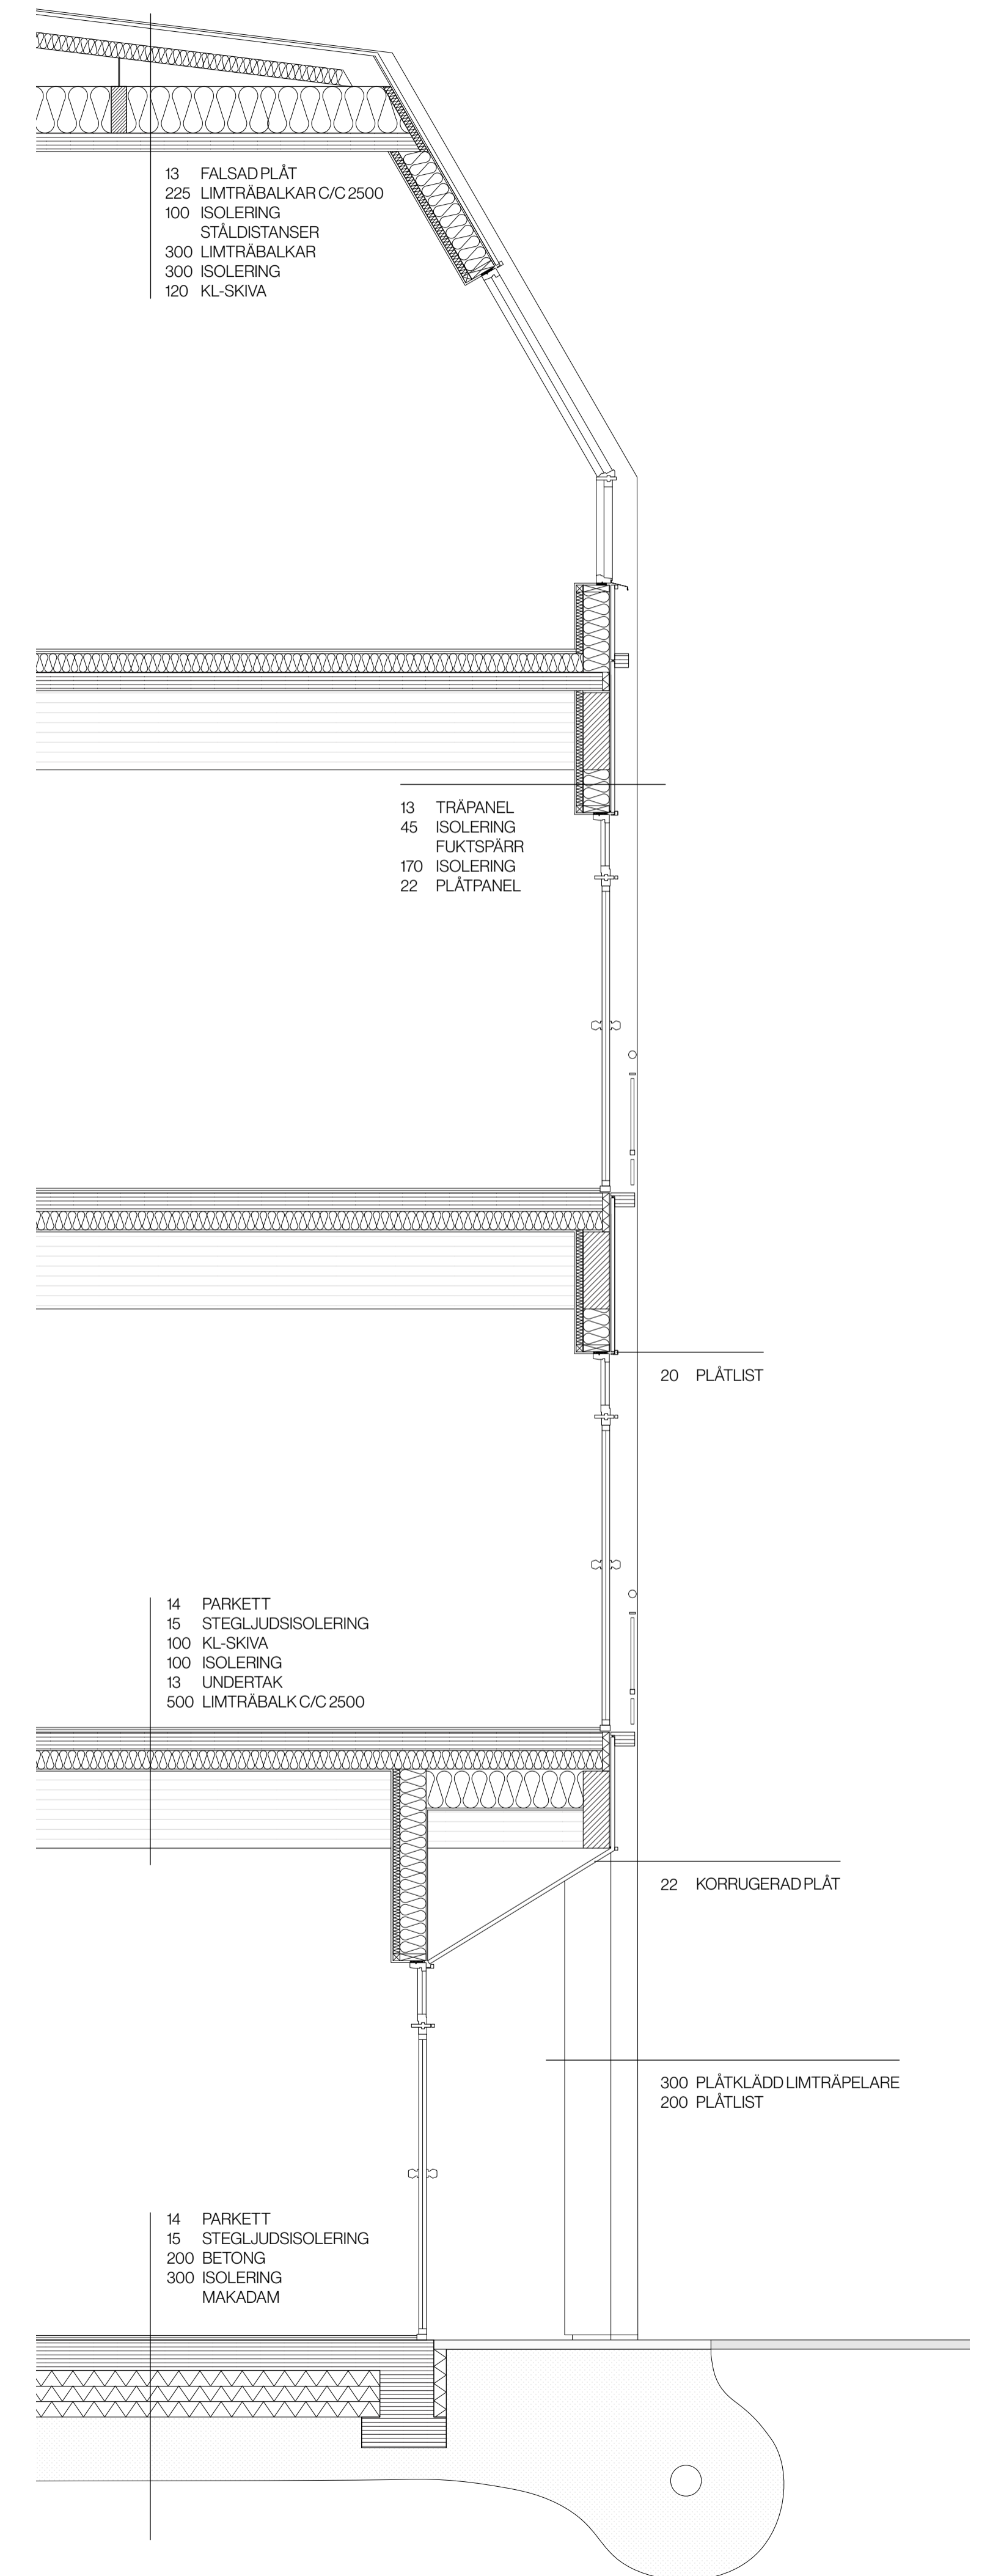 13 FALSAD PLÅT
225 LIMTRÄBALKAR C/C 2500
100 ISOLERING
STÅLDISTANSER
300 LIMTRÄBALKAR
300 ISOLERING
120 KL-SKIVA
13 TRÄPANEL
45 ISOLERING
FUKTSPÄRR
170 ISOLERING
22 PLÅTPANEL
20 PLÅTLIST
14 PARKETT
15 STEGLJUDSISOLERING
100 KL-SKIVA
100 ISOLERING
13 UNDERTAK
500 LIMTRÄBALK C/C 2500
22 KORRUGERAD PLÅT
300 PLÅTKLÄDD LIMTRÄPELARE
200 PLÅTLIST
14 PARKETT
15 STEGLJUDSISOLERING
200 BETONG
300 ISOLERING
MAKADAM